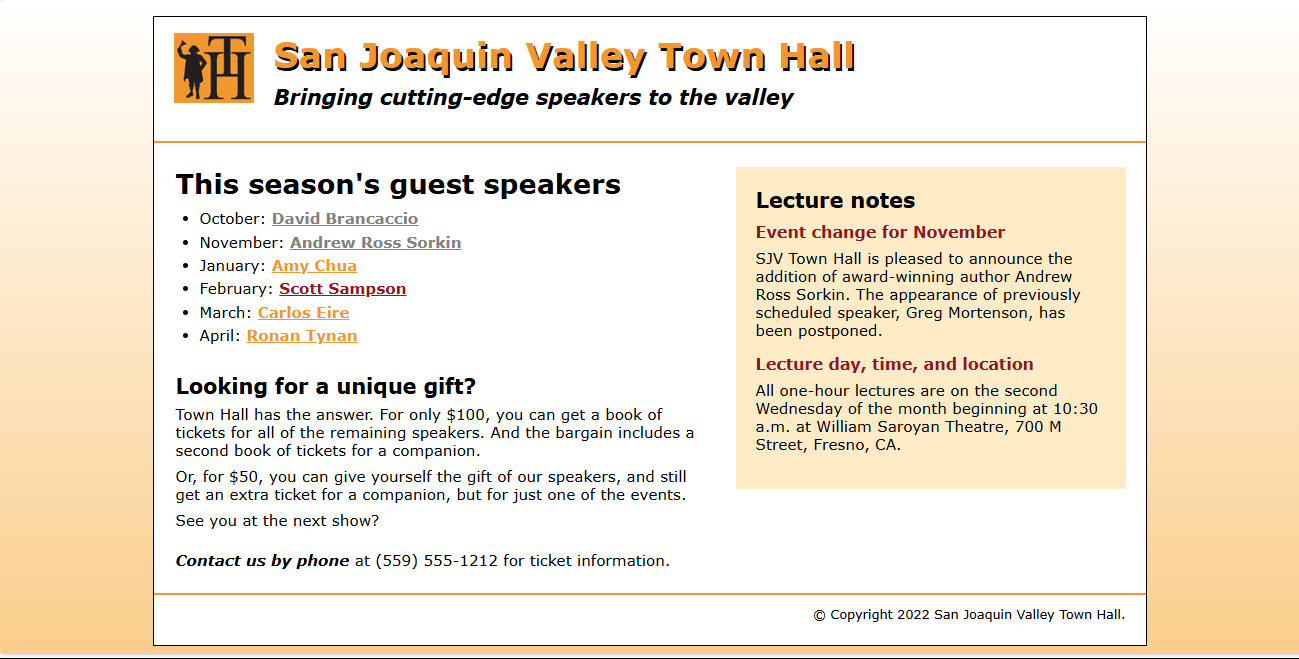 TH
San Joaquin Valley Town Hall
Bringing cutting-edge speakers to the valley
This season's guest speakers
• October: David Brancaccio
• November: Andrew Ross Sorkin
• January: Amy Chua
• February: Scott Sampson
• March: Carlos Eire
• April: Ronan Tynan
Looking for a unique gift?
Town Hall has the answer. For only $100, you can get a book of
tickets for all of the remaining speakers. And the bargain includes a
second book of tickets for a companion.
Or, for $50, you can give yourself the gift of our speakers, and still
get an extra ticket for a companion, but for just one of the events.
See you at the next show?
Contact us by phone at (559) 555-1212 for ticket information.
Lecture notes
Event change for November
SJV Town Hall is pleased to announce the
addition of award-winning author Andrew
Ross Sorkin. The appearance of previously
scheduled speaker, Greg Mortenson, has
been postponed.
Lecture day, time, and location
All one-hour lectures are on the second
Wednesday of the month beginning at 10:30
a.m. at William Saroyan Theatre, 700 M
Street, Fresno, CA.
© Copyright 2022 San Joaquin Valley Town Hall.